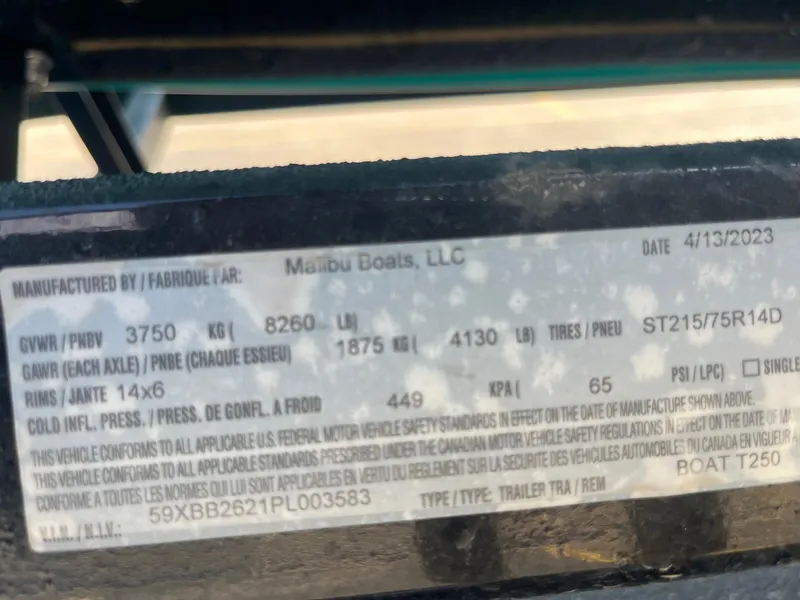 MANUFACTURED BY / FABRIQUE PAR: Malibu Boats, LLC DATE 4/13/2023
GVWR / PNBV 3750 KG ( 8260 LB)
GAWR (EACH AXLE) / PNBE (CHAQUE ESSIEU) 1875 KG ( 4130 LB) TIRES / PNEU ST215/75R14D
RIMS / JANTE 14x6
COLD INFL. PRESS. / PRESS. DE GONFL. A FROID 449 KPA ( 65 PSI / LPC) SINGLE
THIS VEHICLE CONFORMS TO ALL APPLICABLE U.S. FEDERAL MOTOR VEHICLE SAFETY STANDARDS IN EFFECT ON THE DATE OF MANUFACTURE SHOWN ABOVE.
THIS VEHICLE CONFORMS TO ALL APPLICABLE STANDARDS PRESCRIBED UNDER THE CANADIAN MOTOR VEHICLE SAFETY REGULATIONS IN EFFECT ON THE DATE OF
CONFORME A TOUTES LES NORMES QUI LUI SONT APPLICABLES EN VERTU DU REGLEMENT SUR LA SECURITE DES VEHICULES AUTOMOBILES DU CANADA EN VIGUEUR A
V.I.N. / N.I.V.: 59XBB2621PL003583 TYPE / TYPE: TRAILER TRA / REM BOAT T250